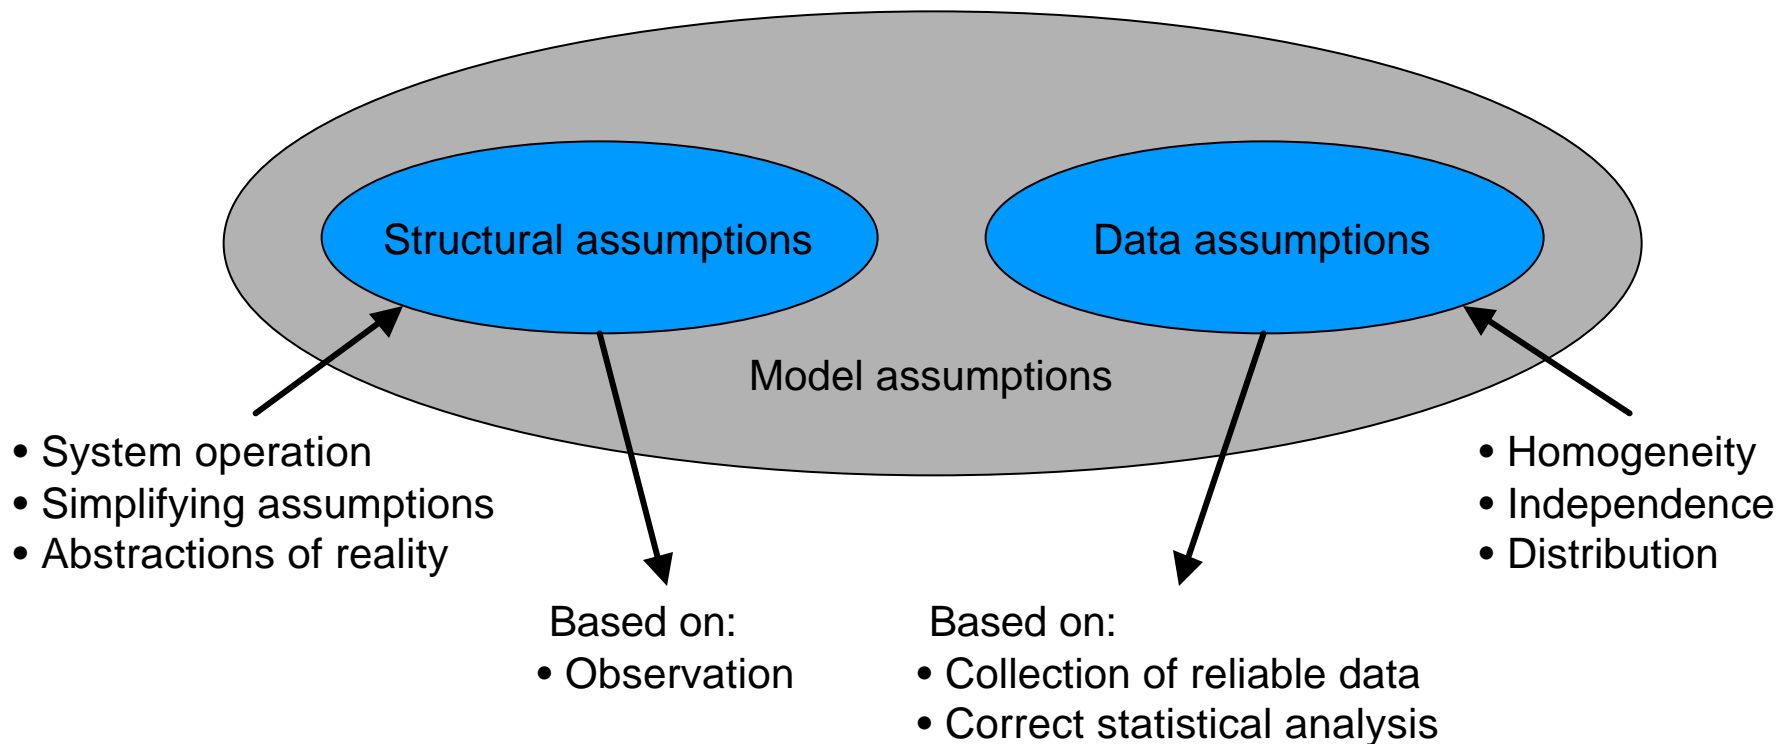 Structural assumptions
Data assumptions
Model assumptions
• System operation
• Simplifying assumptions
• Abstractions of reality
• Homogeneity
• Independence
• Distribution
Based on:
• Observation
Based on:
• Collection of reliable data
• Correct statistical analysis